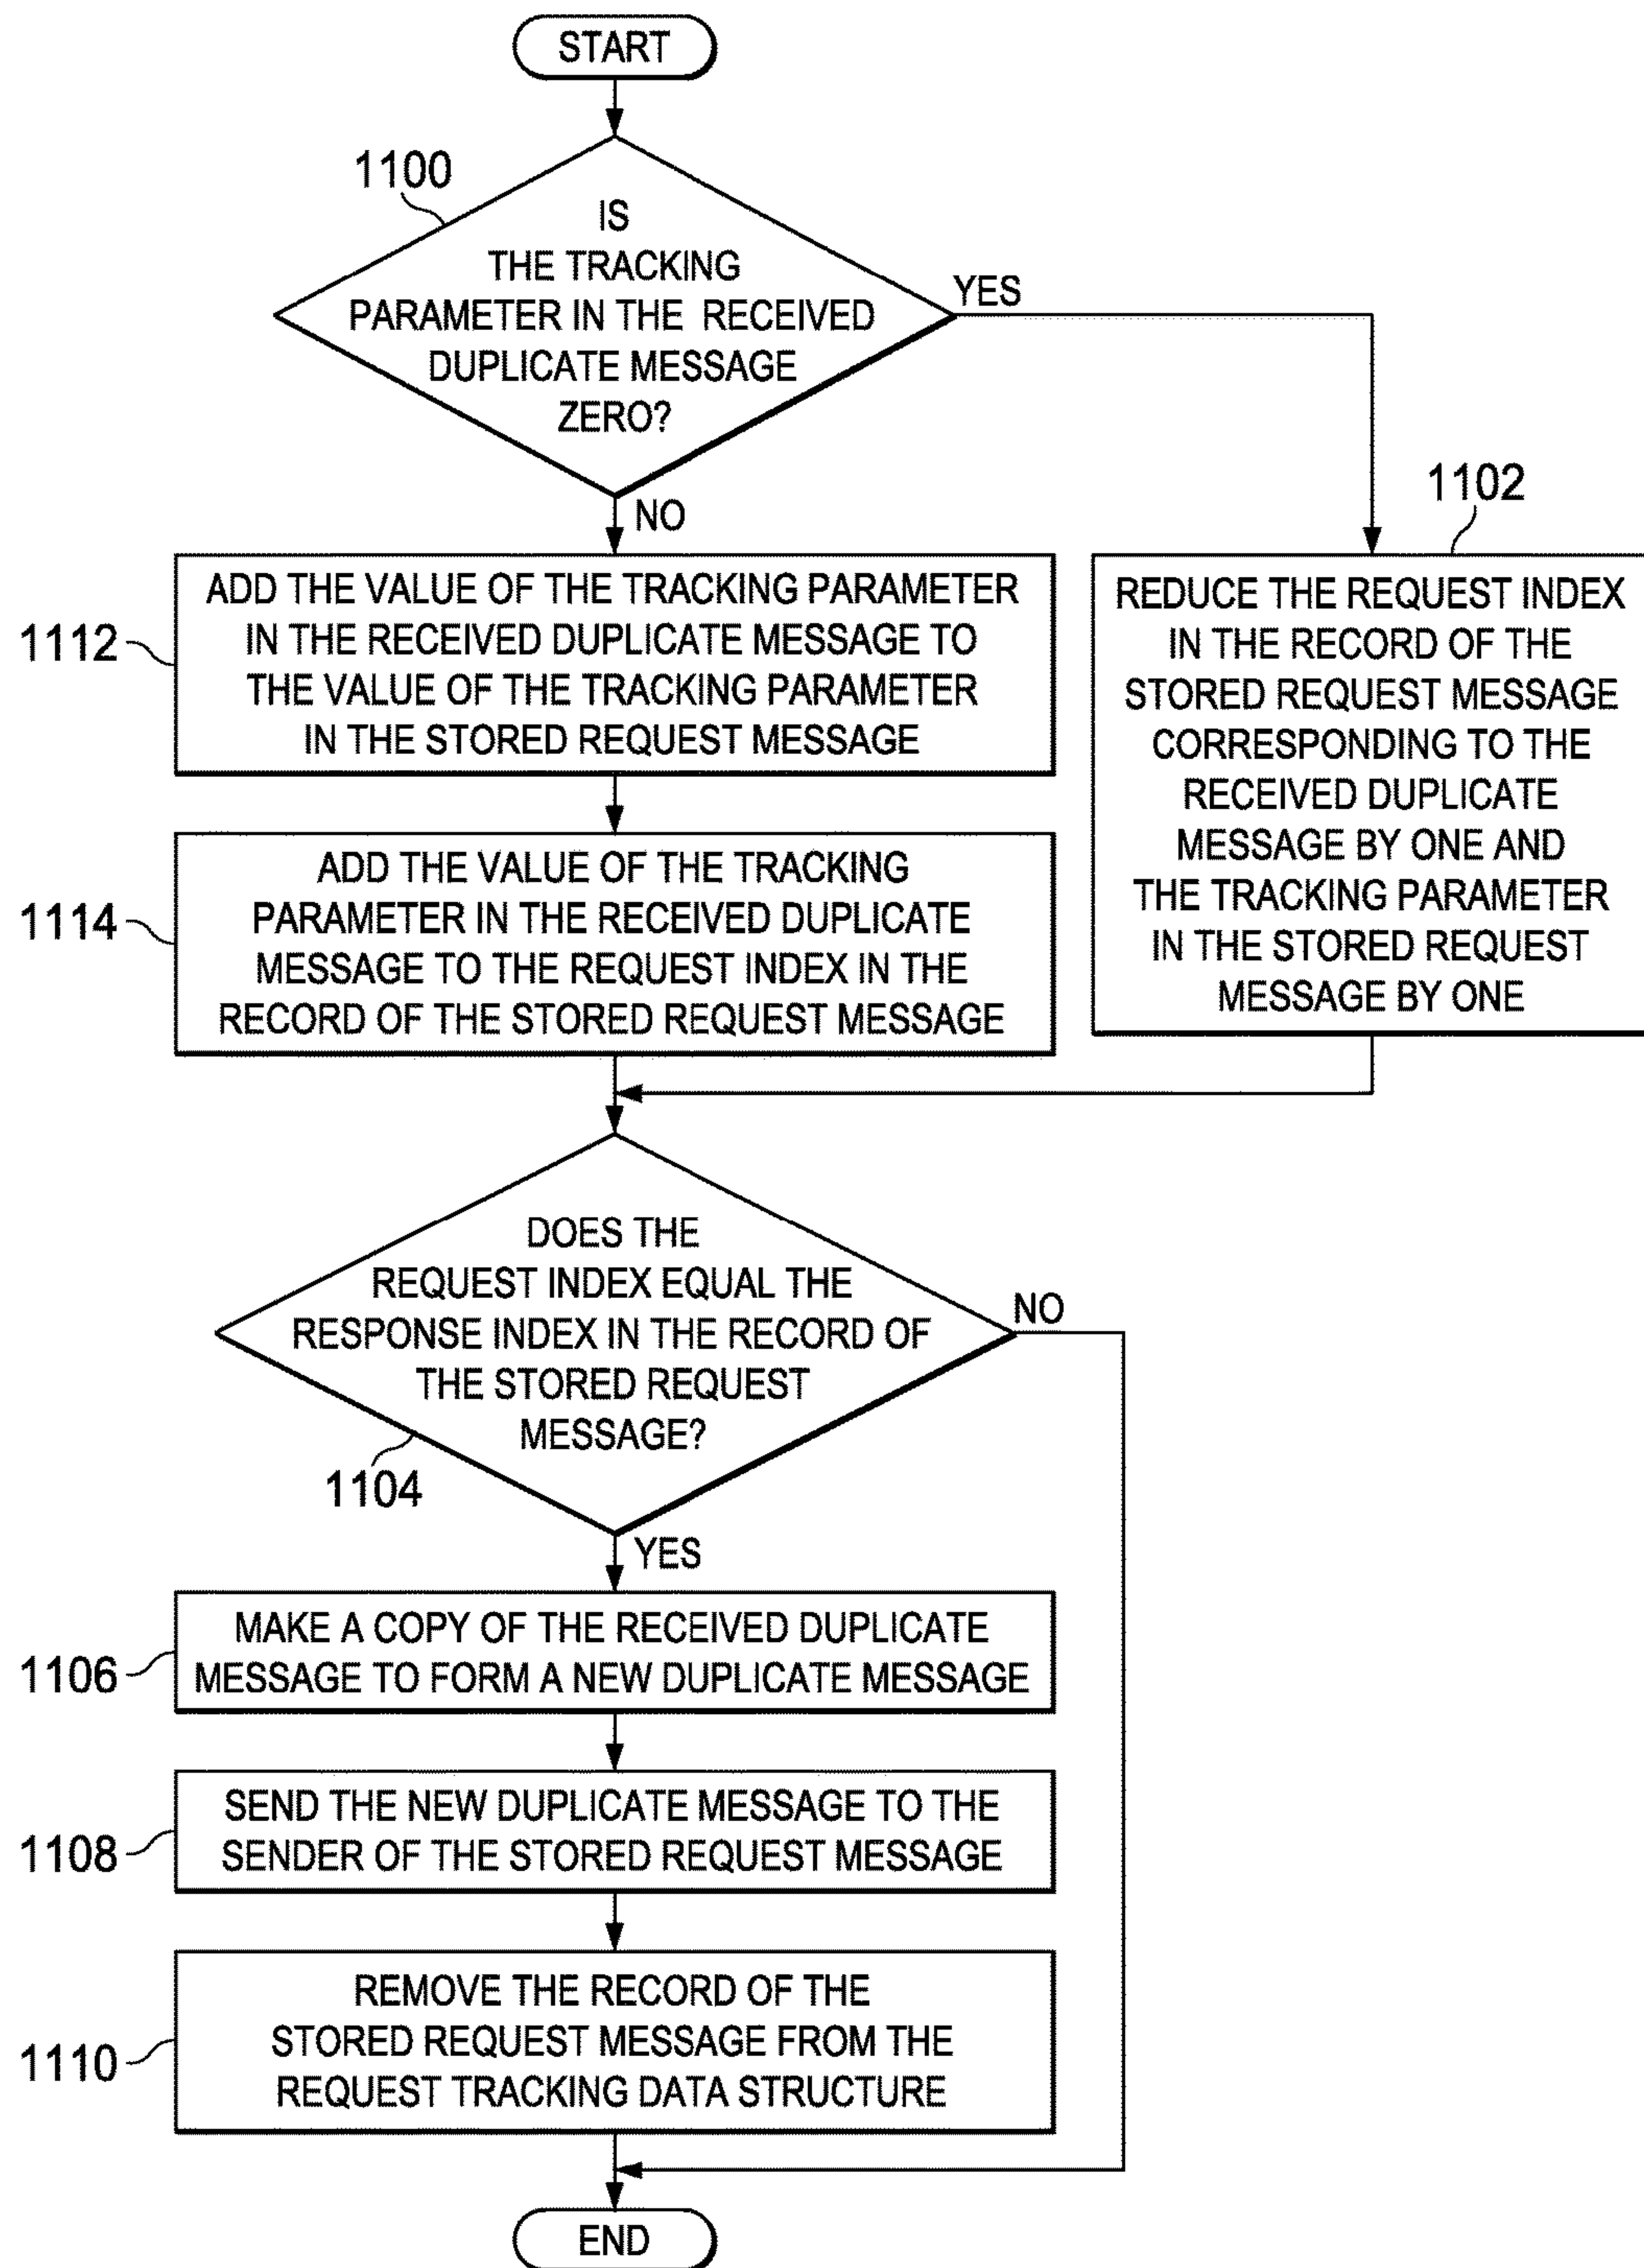 START
1100
IS
THE TRACKING
PARAMETER IN THE RECEIVED
DUPLICATE MESSAGE
ZERO?
YES
NO
1102
REDUCE THE REQUEST INDEX
IN THE RECORD OF THE
STORED REQUEST MESSAGE
CORRESPONDING TO THE
RECEIVED DUPLICATE
MESSAGE BY ONE AND
THE TRACKING PARAMETER
IN THE STORED REQUEST
MESSAGE BY ONE
1112
ADD THE VALUE OF THE TRACKING PARAMETER
IN THE RECEIVED DUPLICATE MESSAGE TO
THE VALUE OF THE TRACKING PARAMETER
IN THE STORED REQUEST MESSAGE
1114
ADD THE VALUE OF THE TRACKING
PARAMETER IN THE RECEIVED DUPLICATE
MESSAGE TO THE REQUEST INDEX IN THE
RECORD OF THE STORED REQUEST MESSAGE
DOES THE
REQUEST INDEX EQUAL THE
RESPONSE INDEX IN THE RECORD OF
THE STORED REQUEST
MESSAGE?
NO
1104
YES
1106
MAKE A COPY OF THE RECEIVED DUPLICATE
MESSAGE TO FORM A NEW DUPLICATE MESSAGE
1108
SEND THE NEW DUPLICATE MESSAGE TO THE
SENDER OF THE STORED REQUEST MESSAGE
1110
REMOVE THE RECORD OF THE
STORED REQUEST MESSAGE FROM THE
REQUEST TRACKING DATA STRUCTURE
END